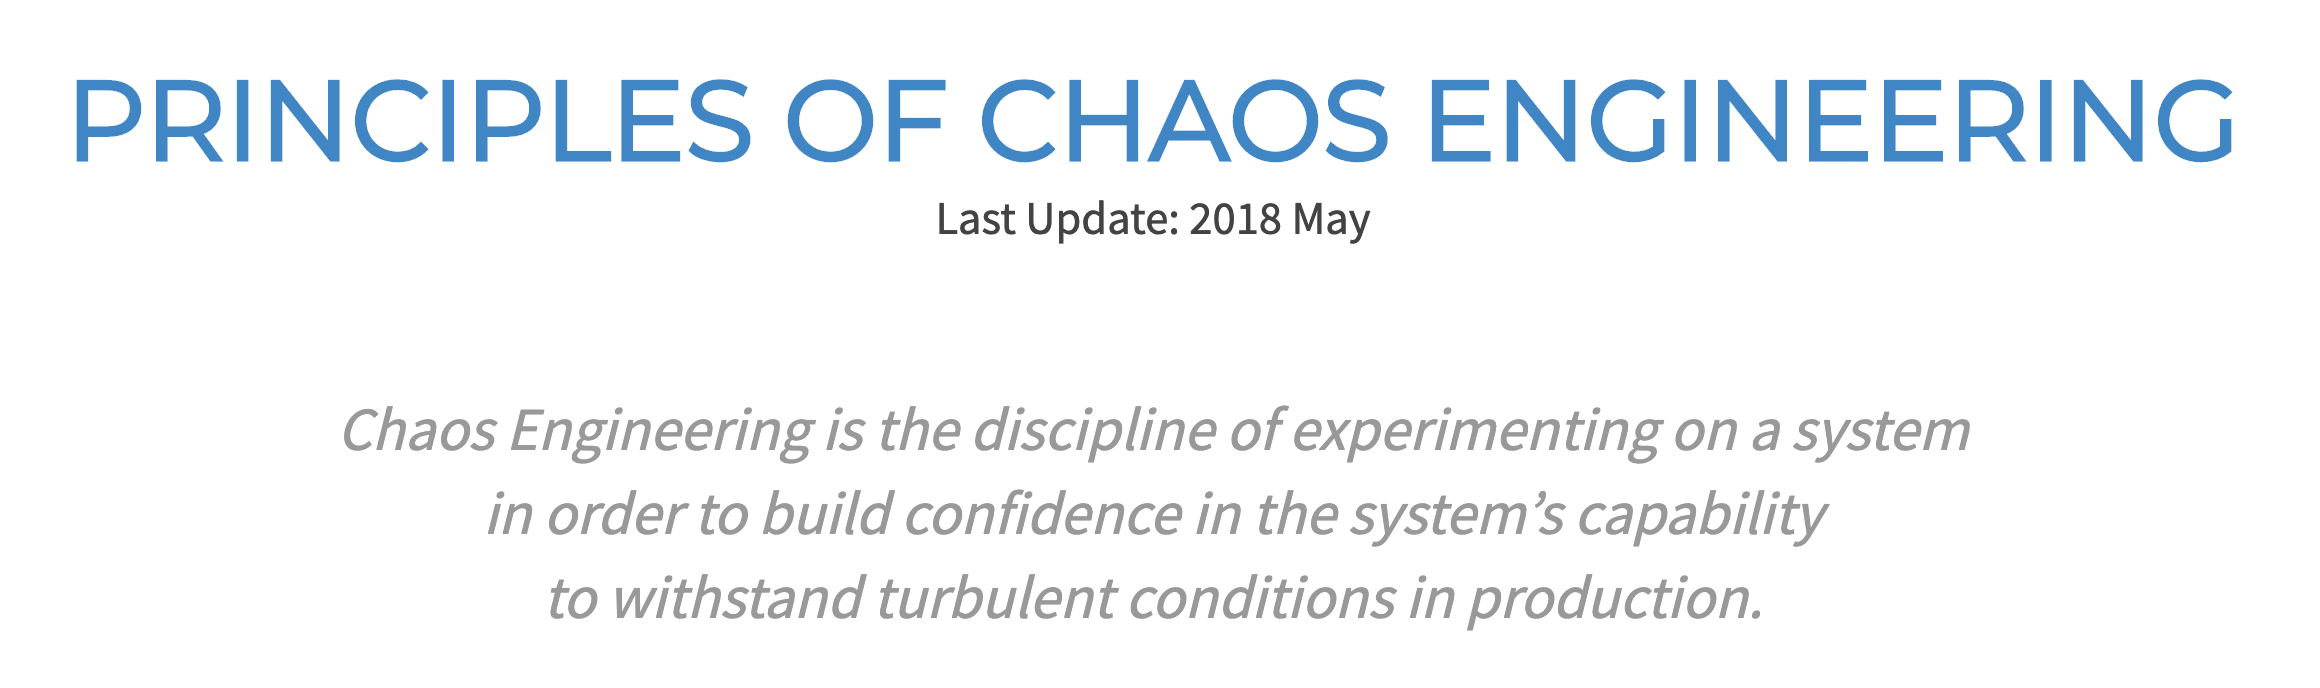 PRINCIPLES OF CHAOS ENGINEERING
Last Update: 2018 May
Chaos Engineering is the discipline of experimenting on a system
in order to build confidence in the system’s capability
to withstand turbulent conditions in production.